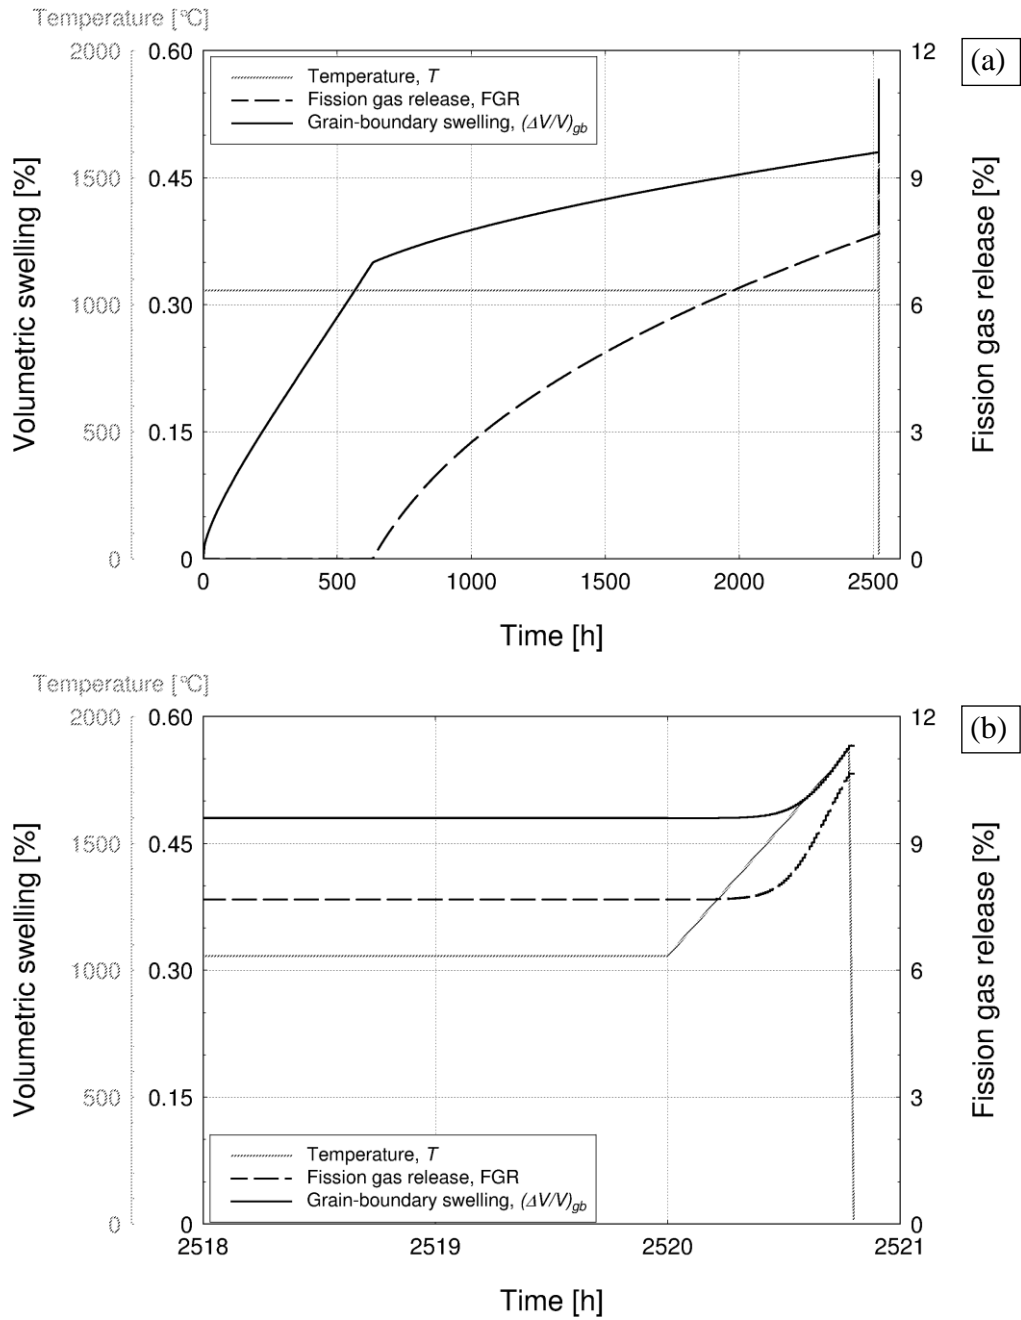 Temperature [°C]
(a)
2000 0.60 12
Temperature, T
Fission gas release, FGR
Grain-boundary swelling, (ΔV/V)gb
1500 0.45 9
1000 0.30 6
500 0.15 3
0 0 0
Volumetric swelling [%]
Fission gas release [%]
0 500 1000 1500 2000 2500
Time [h]
Temperature [°C]
(b)
2000 0.60 12
1500 0.45 9
1000 0.30 6
500 0.15 3
Temperature, T
Fission gas release, FGR
Grain-boundary swelling, (ΔV/V)gb
0 0 0
Volumetric swelling [%]
Fission gas release [%]
2518 2519 2520 2521
Time [h]